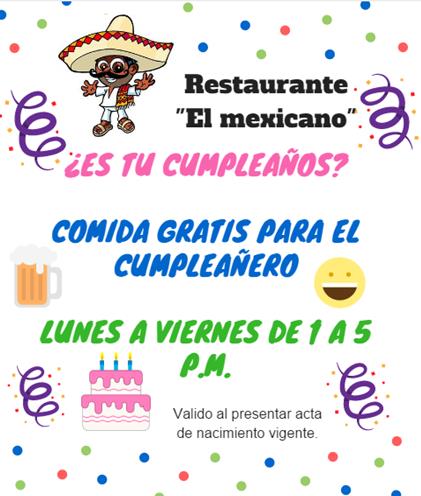 Restaurante
"El mexicano"
¿ES TU CUMPLEAÑOS?
COMIDA GRATIS PARA EL
CUMPLEAÑERO
LUNES A VIERNES DE 1 A 5
P.M.
Valido al presentar acta
de nacimiento vigente.